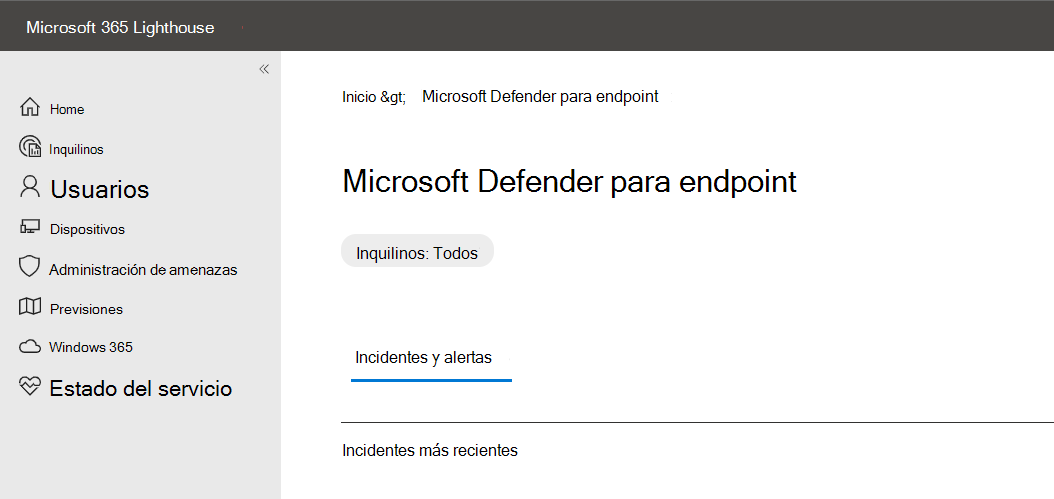 Microsoft 365 Lighthouse
Home
Inquilinos
Usuarios
Dispositivos
Administración de amenazas
Previsiones
Windows 365
Estado del servicio
Inicio &gt; Microsoft Defender para endpoint
Microsoft Defender para endpoint
Inquilinos: Todos
Incidentes y alertas
Incidentes más recientes